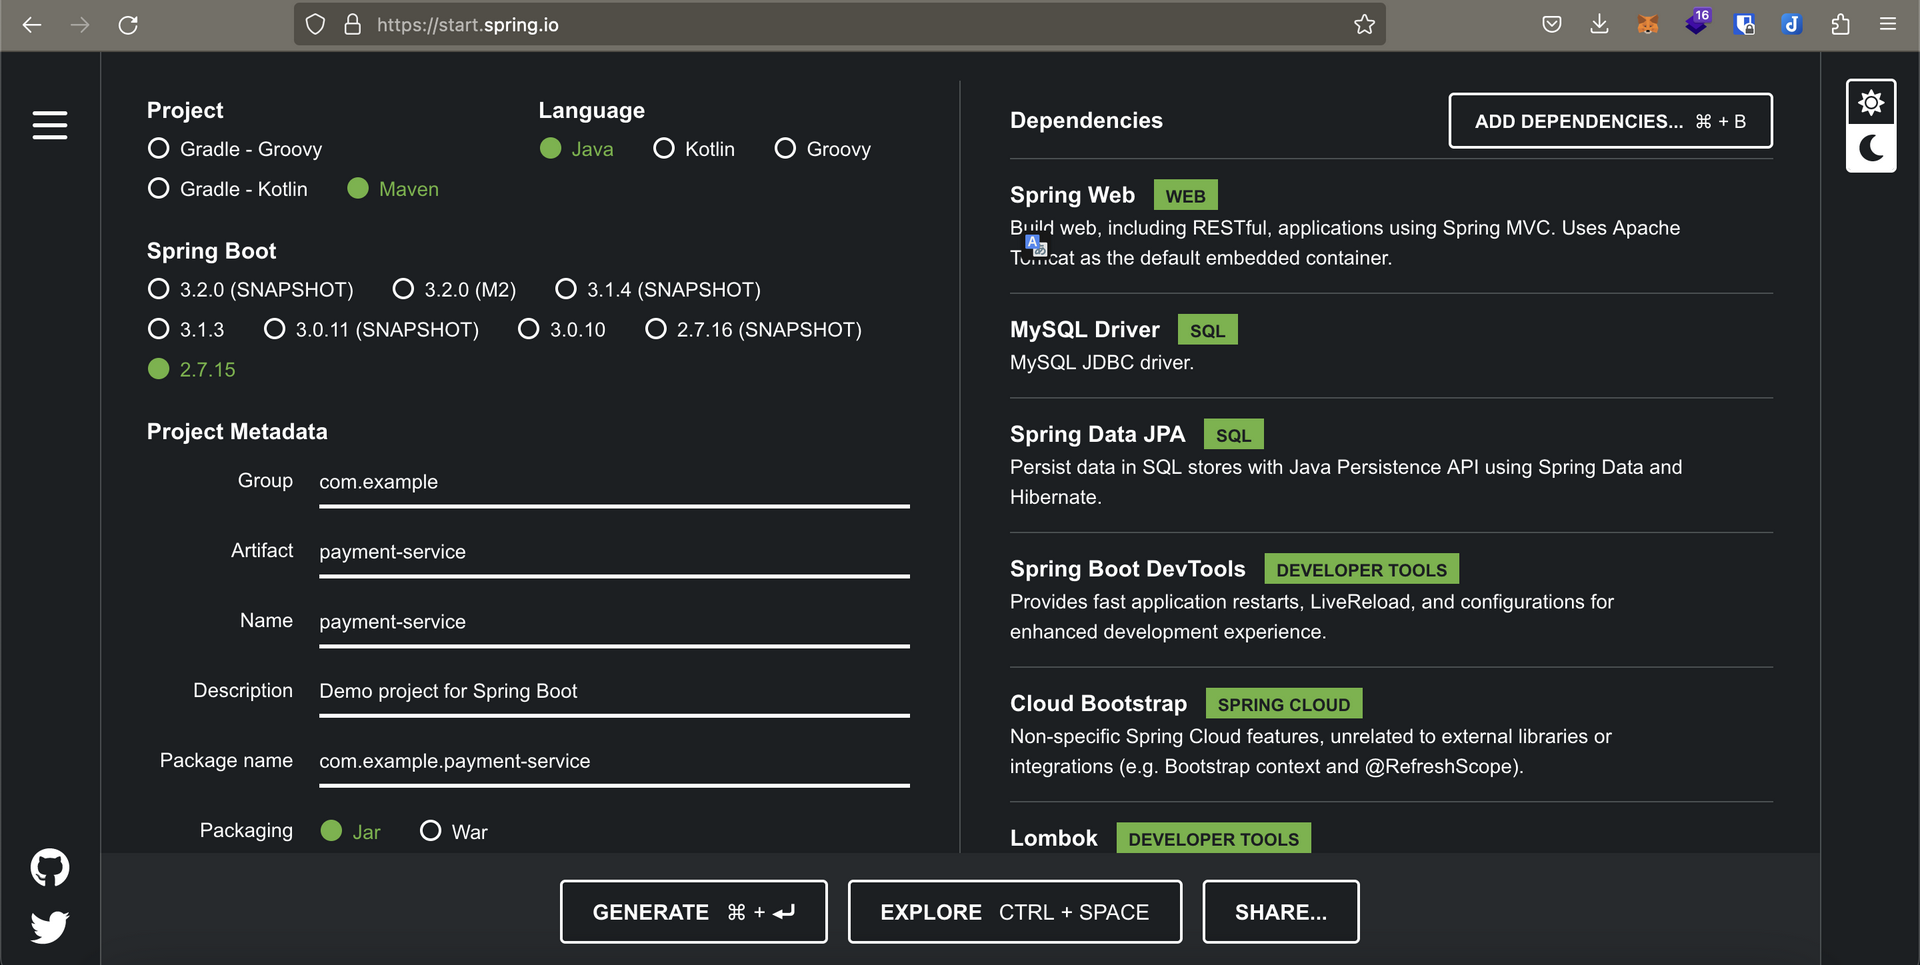 https://start.spring.io
16
Project
Gradle - Groovy
Gradle - Kotlin
Maven
Language
Java
Kotlin
Groovy
Spring Boot
3.2.0 (SNAPSHOT)
3.2.0 (M2)
3.1.4 (SNAPSHOT)
3.1.3
3.0.11 (SNAPSHOT)
3.0.10
2.7.16 (SNAPSHOT)
2.7.15
Project Metadata
Group
com.example
Artifact
payment-service
Name
payment-service
Description
Demo project for Spring Boot
Package name
com.example.payment-service
Packaging
Jar
War
Dependencies
ADD DEPENDENCIES... ⌘ + B
Spring Web WEB
Build web, including RESTful, applications using Spring MVC. Uses Apache
Tomcat as the default embedded container.
MySQL Driver SQL
MySQL JDBC driver.
Spring Data JPA SQL
Persist data in SQL stores with Java Persistence API using Spring Data and
Hibernate.
Spring Boot DevTools DEVELOPER TOOLS
Provides fast application restarts, LiveReload, and configurations for
enhanced development experience.
Cloud Bootstrap SPRING CLOUD
Non-specific Spring Cloud features, unrelated to external libraries or
integrations (e.g. Bootstrap context and @RefreshScope).
Lombok DEVELOPER TOOLS
GENERATE ⌘ + ⏎
EXPLORE CTRL + SPACE
SHARE...